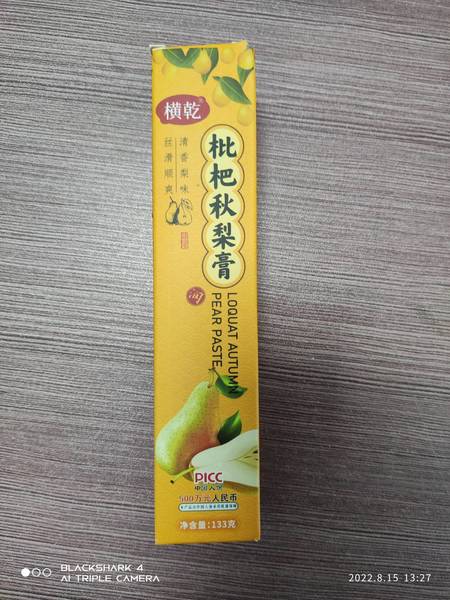 横乾
枇杷秋梨膏
清香梨味
丝滑顺爽
LOQUAT AUTUMN
PEAR PASTE
PICC
中国人保
500万元人民币
净含量:133克
BLACKSHARK 4
AI TRIPLE CAMERA
2022.8.15 13:27